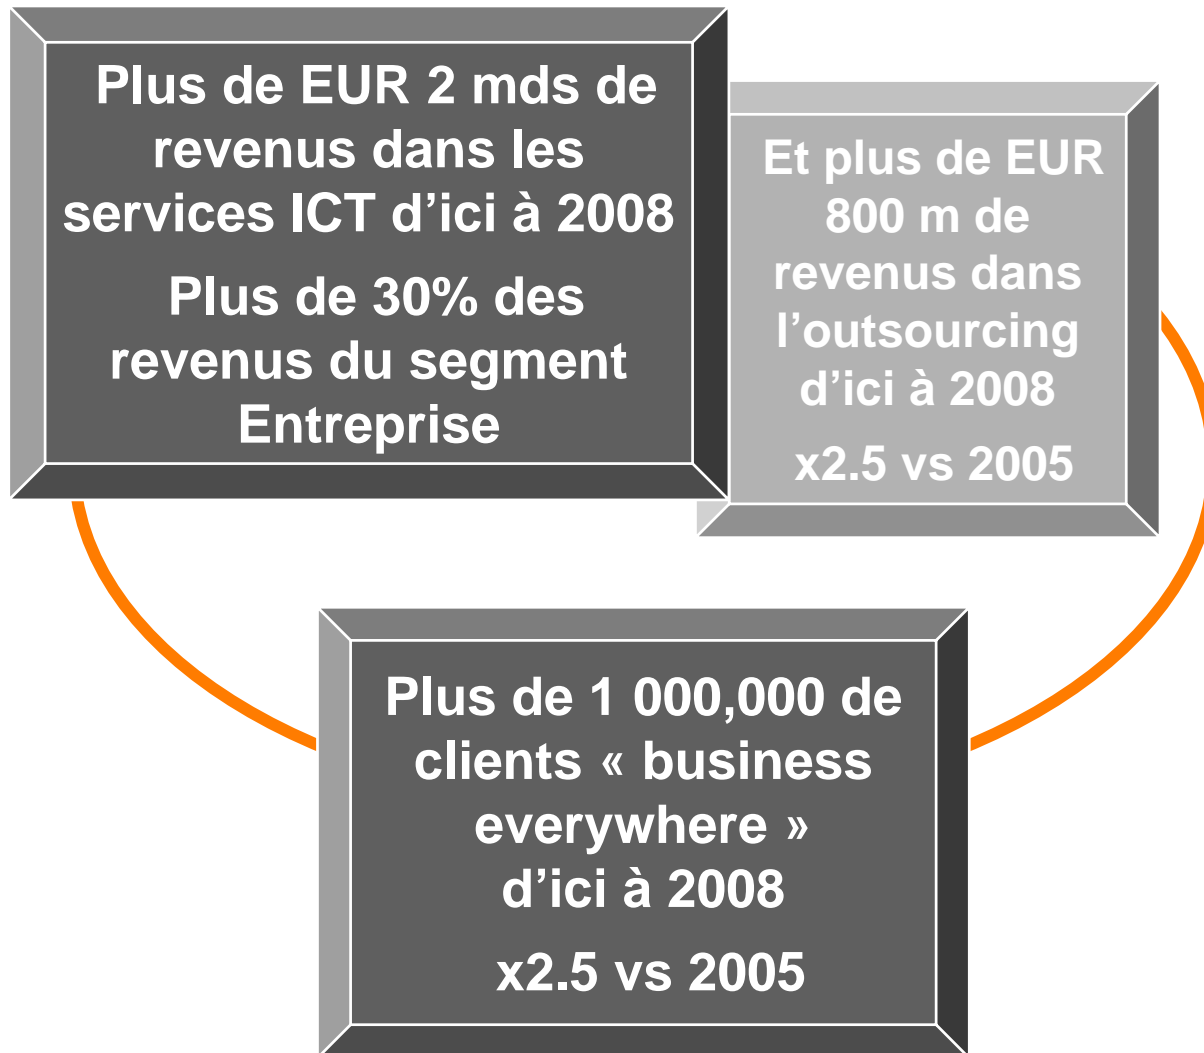 Plus de EUR 2 mds de
revenus dans les
services ICT d’ici à 2008
Plus de 30% des
revenus du segment
Entreprise
Et plus de EUR
800 m de
revenus dans
l’outsourcing
d’ici à 2008
x2.5 vs 2005
Plus de 1 000,000 de
clients « business
everywhere »
d’ici à 2008
x2.5 vs 2005